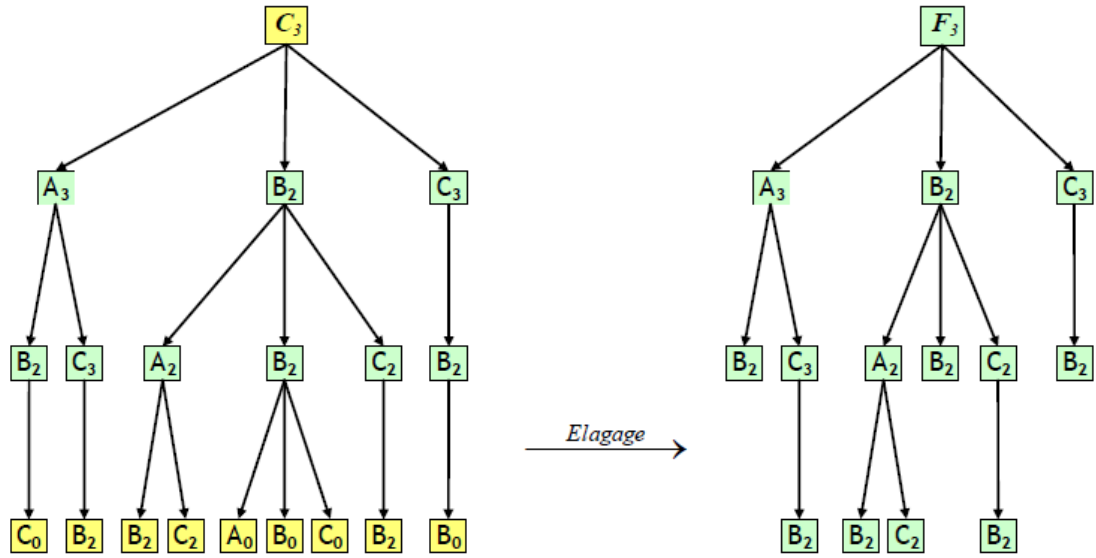 C₃ F₃
A₃ B₂ C₃ A₃ B₂ C₃
B₂ C₃ A₂ B₂ C₂ B₂ B₂ C₃ A₂ B₂ C₂ B₂
Elagage
C₀ B₂ B₂ C₂ A₀ B₀ C₀ B₂ B₀ B₂ B₂ C₂ B₂